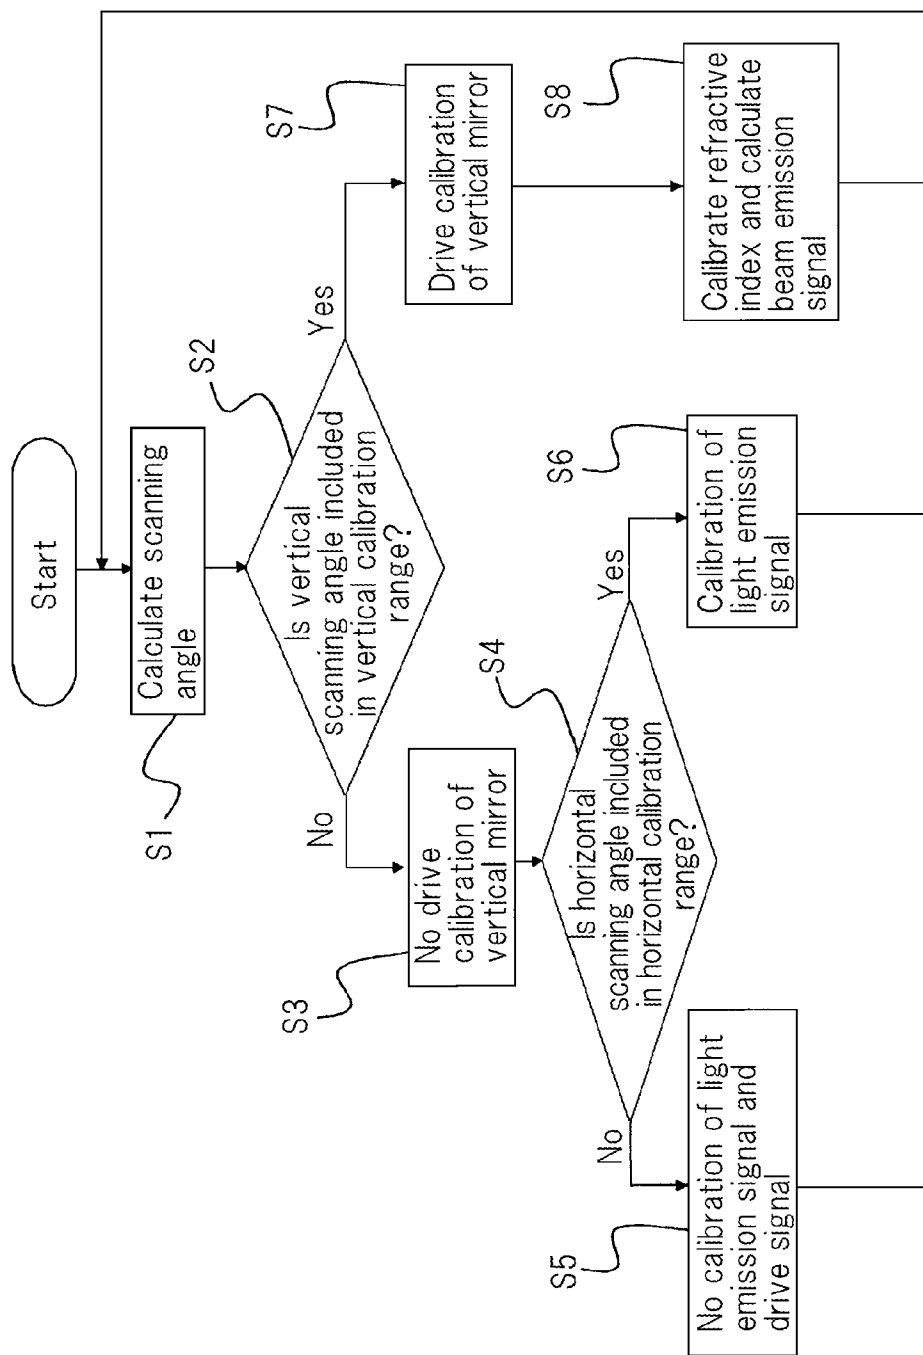 Start
Calculate scanning
angle
S1
Is vertical
scanning angle included
in vertical calibration
range?
S2
No
Yes
No drive
calibration of
vertical mirror
S3
Drive calibration
of vertical mirror
S7
Is horizontal
scanning angle included
in horizontal calibration
range?
S4
No
Yes
No calibration of light
emission signal and
drive signal
S5
Calibration of
light emission
signal
S6
Calibrate refractive
index and calculate
beam emission
signal
S8